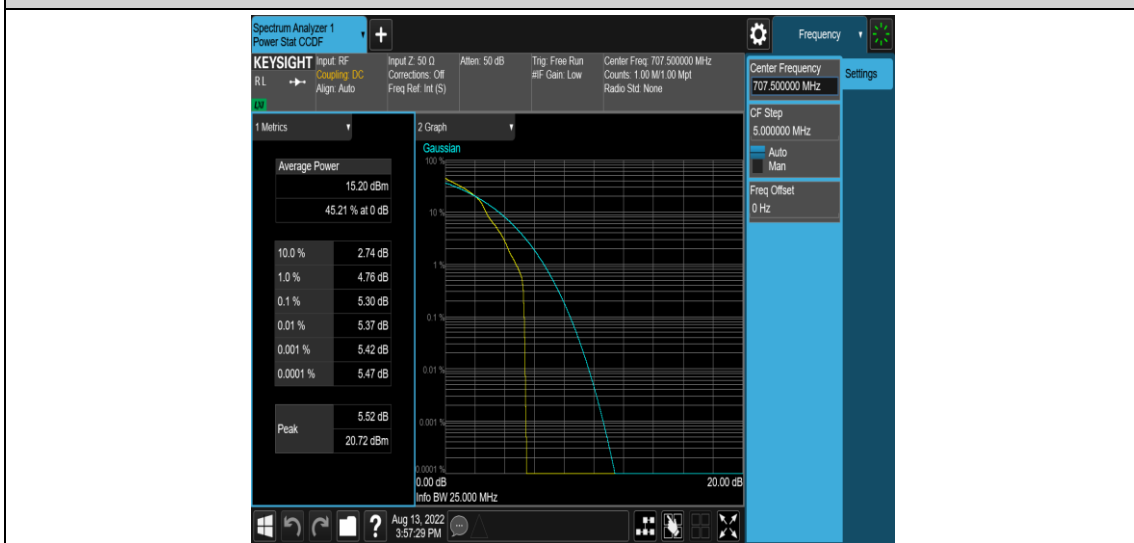 Spectrum Analyzer 1
Power Stat CCDF
Frequency
KEYSIGHT Input: RF
RL
Coupling: DC
Align: Auto
Input Z: 50 Ω
Corrections: Off
Freq Ref: Int (S)
Atten: 50 dB
Trig: Free Run
#IF Gain: Low
Center Freq: 707.500000 MHz
Counts: 1.00 M/1.00 Mpt
Radio Std: None
Center Frequency
707.500000 MHz
Settings
CF Step
5.000000 MHz
Auto
Man
Freq Offset
0 Hz
1 Metrics
Average Power
15.20 dBm
45.21 % at 0 dB
10.0 % 2.74 dB
1.0 % 4.76 dB
0.1 % 5.30 dB
0.01 % 5.37 dB
0.001 % 5.42 dB
0.0001 % 5.47 dB
Peak
5.52 dB
20.72 dBm
2 Graph
Gaussian
100 %
10 %
1 %
0.1 %
0.01 %
0.001 %
0.0001 %
0.00 dB 20.00 dB
Info BW 25.000 MHz
?
Aug 13, 2022
3:57:29 PM